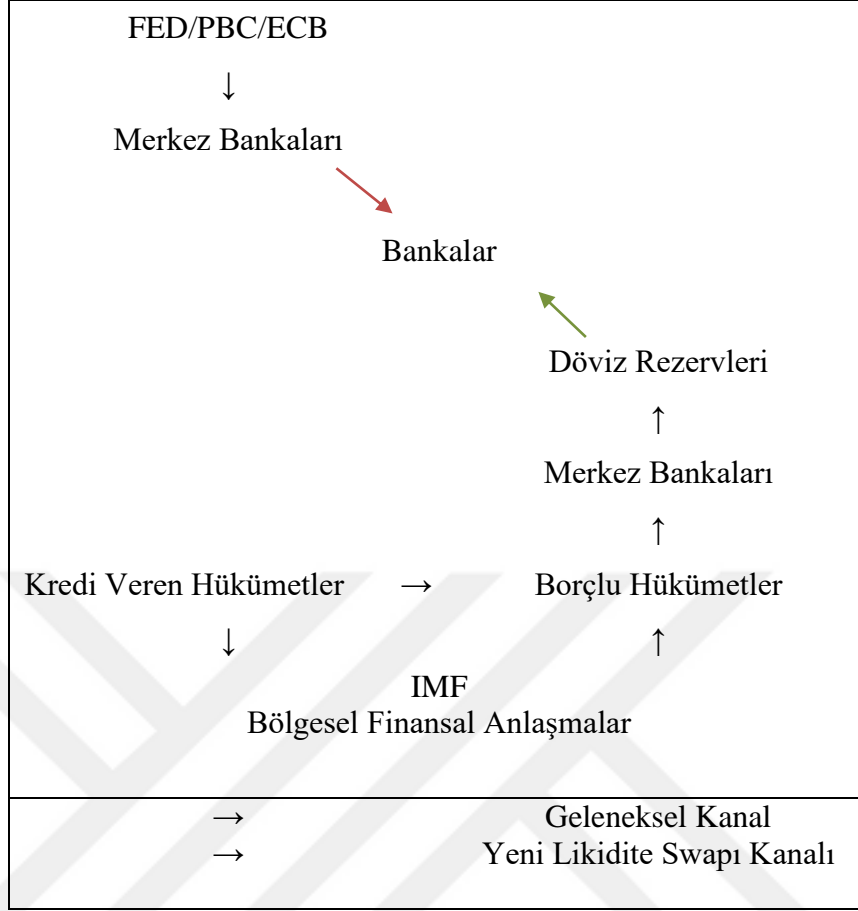 FED/PBC/ECB
↓
Merkez Bankaları
Bankalar
Döviz Rezervleri
↑
Merkez Bankaları
↑
Kredi Veren Hükümetler → Borçlu Hükümetler
↓ ↑
IMF
Bölgesel Finansal Anlaşmalar
→ Geleneksel Kanal
→ Yeni Likidite Swapı Kanalı